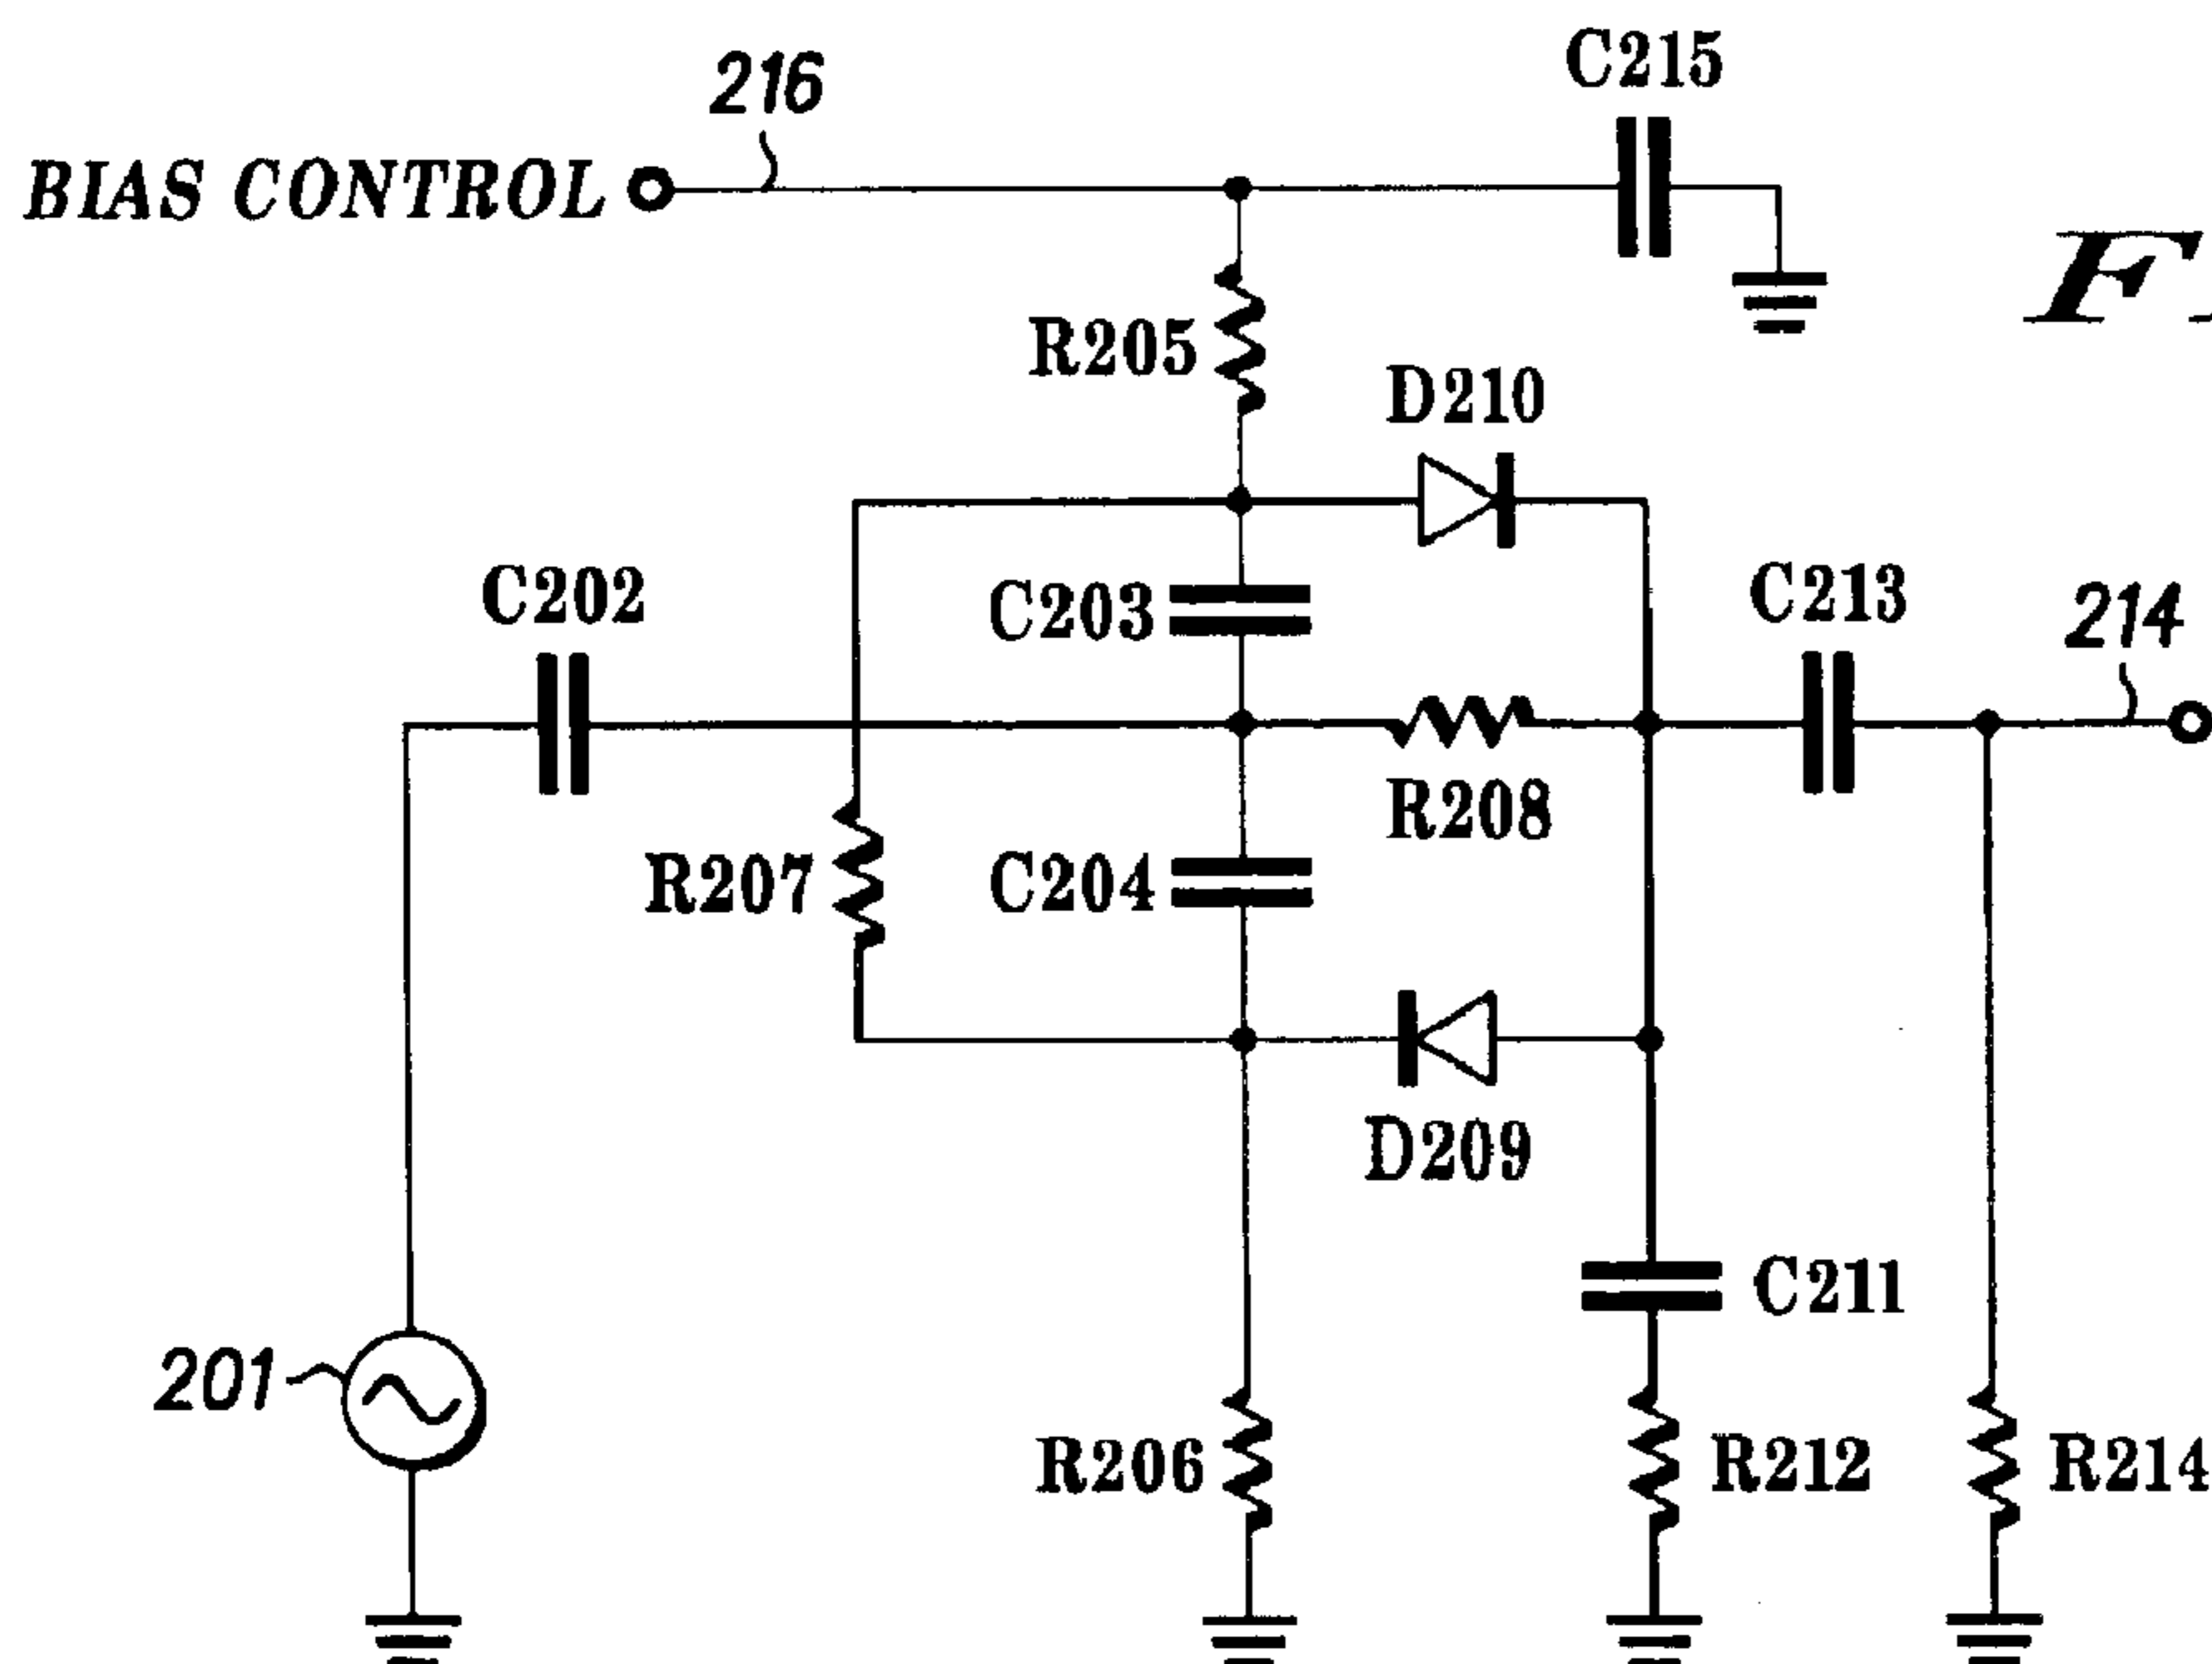 C215
216
BIAS CONTROL
F
R205
D210
C202
C203
C213
214
R208
R207
C204
D209
C211
201
R206
R212
R214